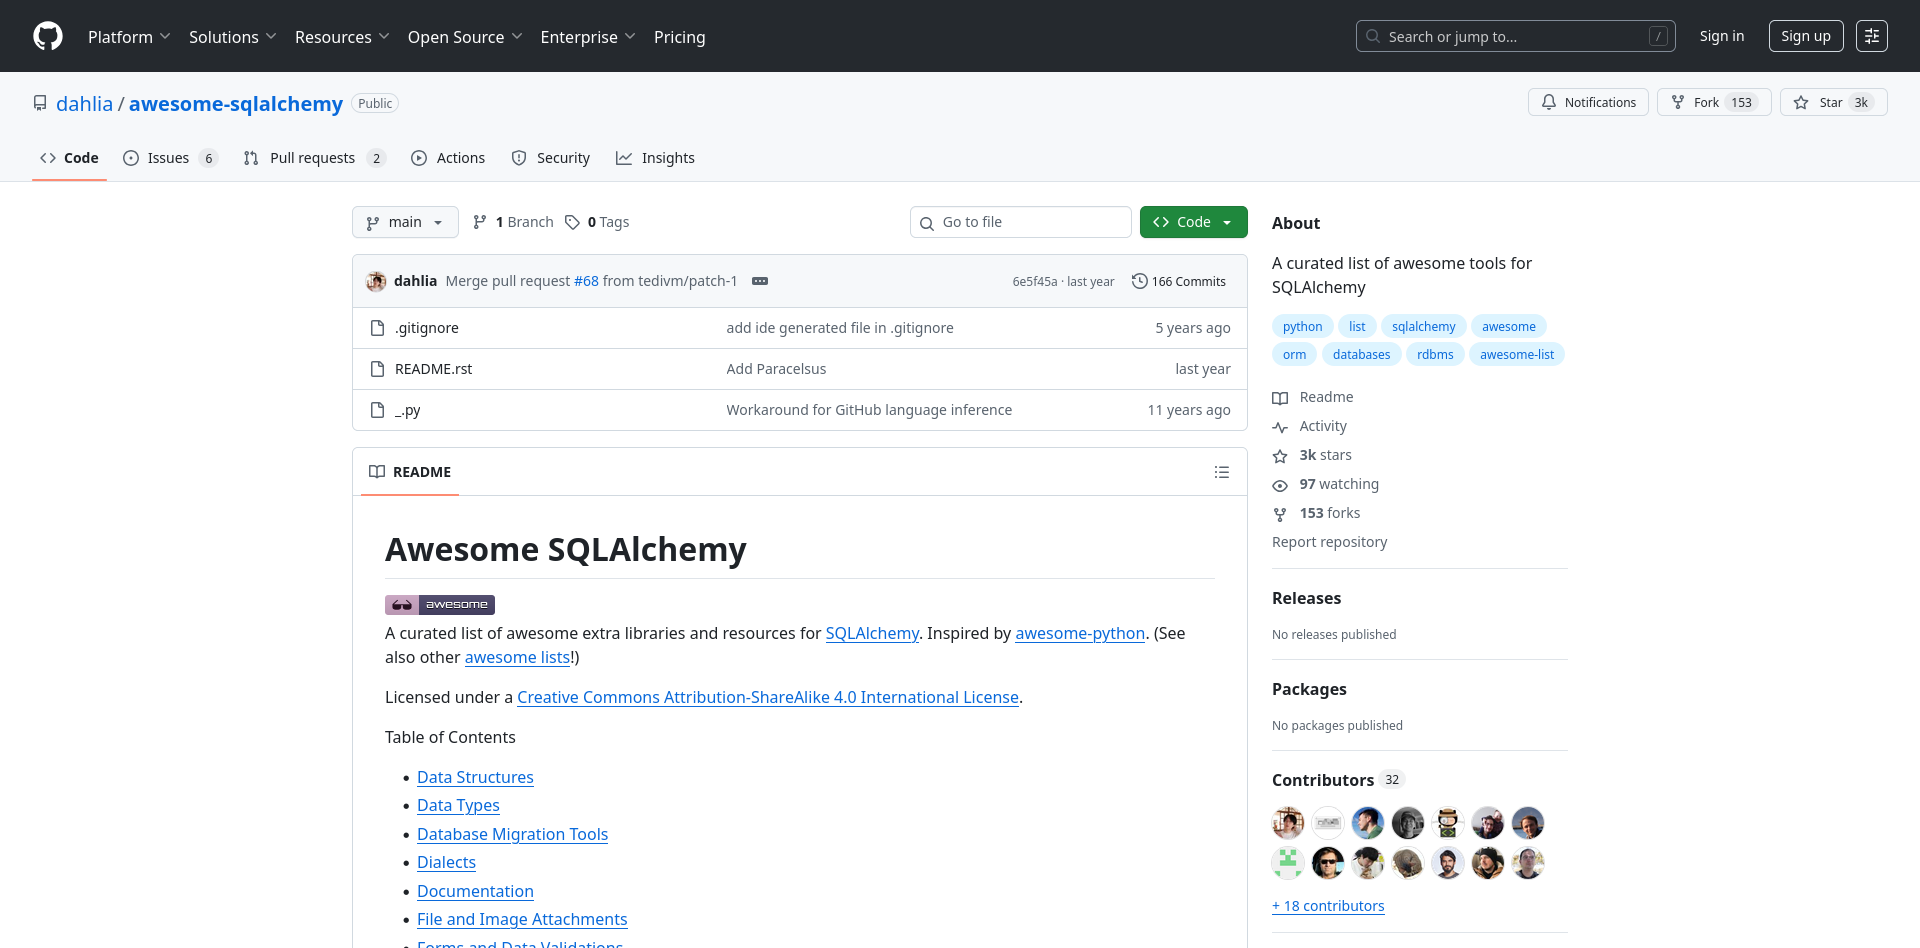 Platform
Solutions
Resources
Open Source
Enterprise
Pricing
Search or jump to...
/
Sign in
Sign up
dahlia / awesome-sqlalchemy Public
Notifications
Fork 153
Star 3k
Code
Issues 6
Pull requests 2
Actions
Security
Insights
main
1 Branch
0 Tags
Go to file
Code
dahlia Merge pull request #68 from tedivm/patch-1
6e5f45a · last year
166 Commits
.gitignore add ide generated file in .gitignore 5 years ago
README.rst Add Paracelsus last year
_.py Workaround for GitHub language inference 11 years ago
README
Awesome SQLAlchemy
awesome
A curated list of awesome extra libraries and resources for SQLAlchemy. Inspired by awesome-python. (See
also other awesome lists!)
Licensed under a Creative Commons Attribution-ShareAlike 4.0 International License.
Table of Contents
• Data Structures
• Data Types
• Database Migration Tools
• Dialects
• Documentation
• File and Image Attachments
• Forms and Data Validations
About
A curated list of awesome tools for
SQLAlchemy
python list sqlalchemy awesome
orm databases rdbms awesome-list
Readme
Activity
3k stars
97 watching
153 forks
Report repository
Releases
No releases published
Packages
No packages published
Contributors 32
+ 18 contributors